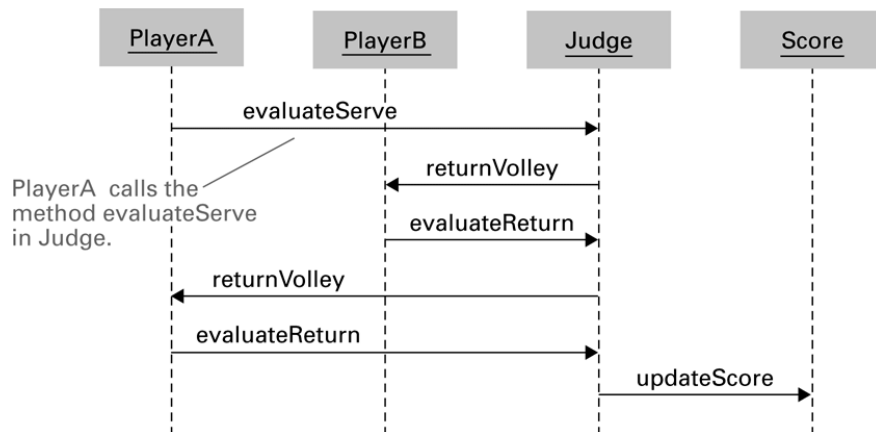 PlayerA PlayerB Judge Score
evaluateServe
returnVolley
PlayerA calls the
method evaluateServe
in Judge.
evaluateReturn
returnVolley
evaluateReturn
updateScore